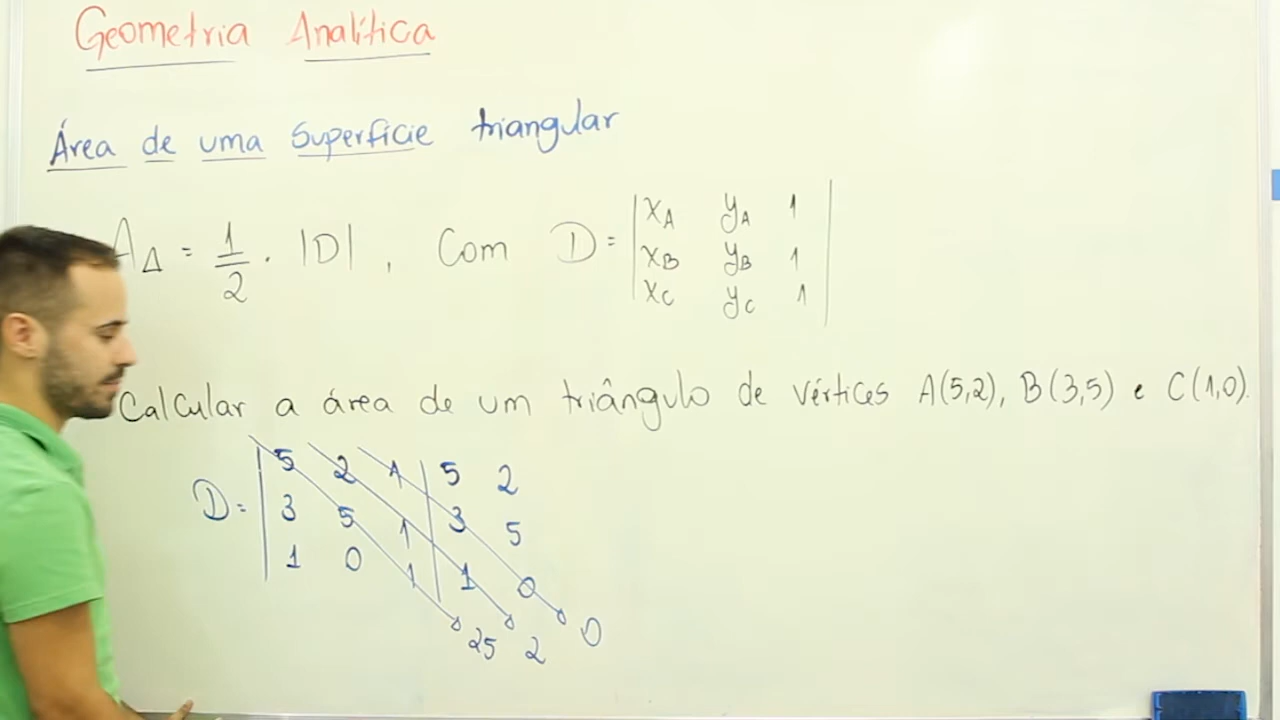 Geometria Analítica
Área de uma superfície triangular
A△ = 1/2 . |D| , Com D = | xA yA 1 |
| xB yB 1 |
| xC yC 1 |
Calcular a área de um triângulo de vértices A(5,2), B(3,5) e C(1,0).
D = | 5 2 1 | 5 2
| 3 5 1 | 3 5
| 1 0 1 | 1 0
25 2 0